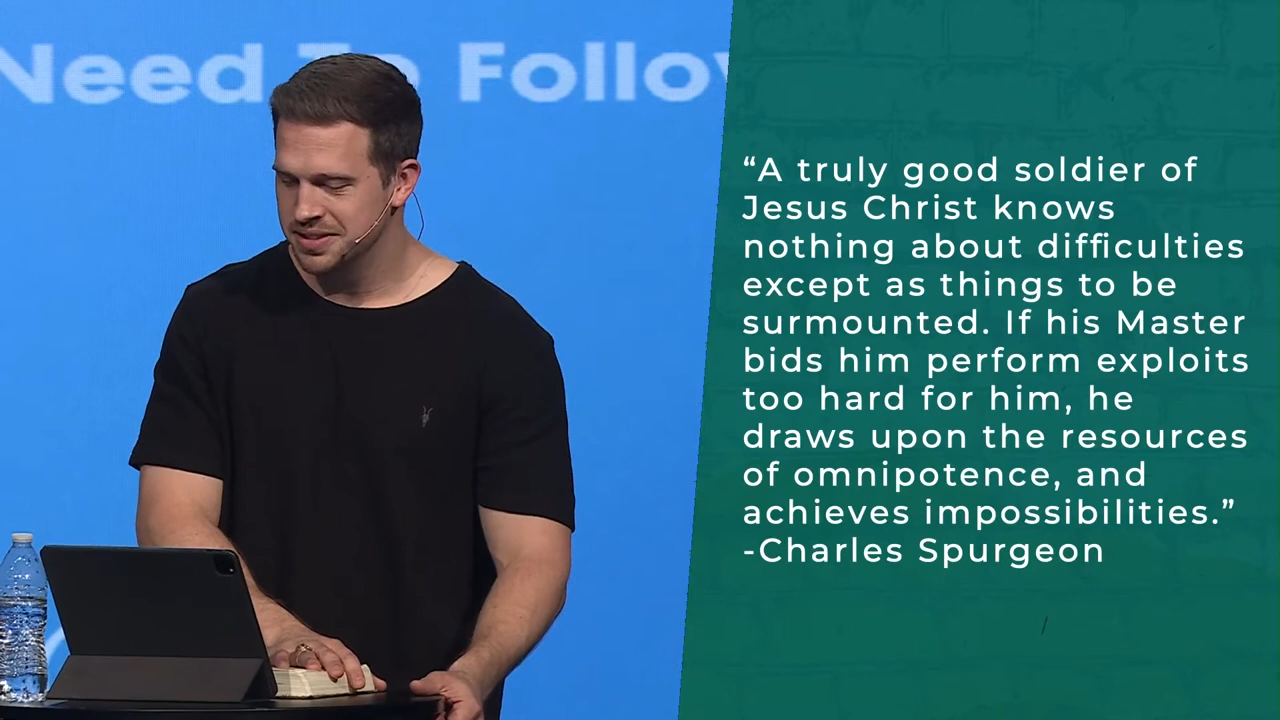 Need To Follow
“A truly good soldier of
Jesus Christ knows
nothing about difficulties
except as things to be
surmounted. If his Master
bids him perform exploits
too hard for him, he
draws upon the resources
of omnipotence, and
achieves impossibilities.”
-Charles Spurgeon